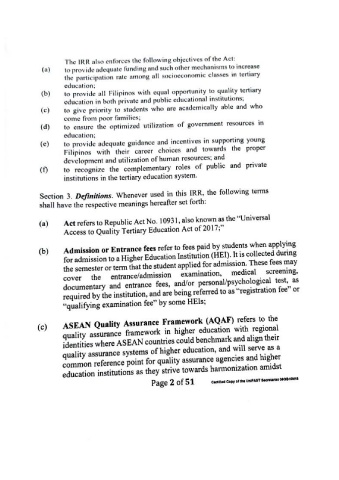 The IRR also enforces the following objectives of the Act:
(a) to provide adequate funding and such other mechanisms to increase
the participation rate among all socioeconomic classes in tertiary
education;
(b) to provide all Filipinos with equal opportunity to quality tertiary
education in both private and public educational institutions;
(c) to give priority to students who are academically able and who
come from poor families;
(d) to ensure the optimized utilization of government resources in
education;
(e) to provide adequate guidance and incentives in supporting young
Filipinos with their career choices and towards the proper
development and utilization of human resources; and
(f) to recognize the complementary roles of public and private
institutions in the tertiary education system.
Section 3. Definitions. Whenever used in this IRR, the following terms
shall have the respective meanings hereafter set forth:
(a) Act refers to Republic Act No. 10931, also known as the "Universal
Access to Quality Tertiary Education Act of 2017;"
(b) Admission or Entrance fees refer to fees paid by students when applying
for admission to a Higher Education Institution (HEI). It is collected during
the semester or term that the student applied for admission. These fees may
cover the entrance/admission examination, medical screening,
documentary and entrance fees, and/or personal/psychological test, as
required by the institution, and are being referred to as "registration fee" or
"qualifying examination fee" by some HEIs;
(c) ASEAN Quality Assurance Framework (AQAF) refers to the
quality assurance framework in higher education with regional
identities where ASEAN countries could benchmark and align their
quality assurance systems of higher education, and will serve as a
common reference point for quality assurance agencies and higher
education institutions as they strive towards harmonization amidst
Page 2 of 51
Certified Copy of the UniFAST Secretariat